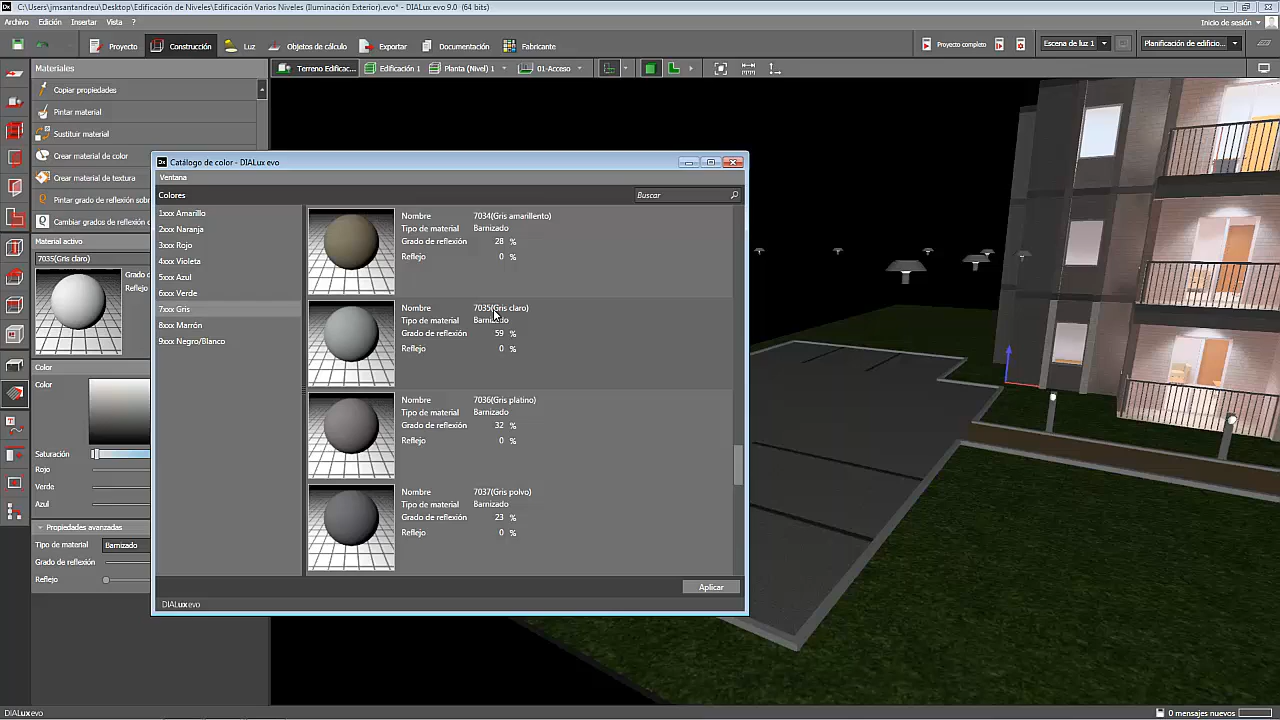 C:\Users\jmsantandreu\Desktop\Edificación de Niveles\Edificación Varios Niveles (Iluminación Exterior).evo* - DIALux evo 9.0 (64 bits)
Archivo Edición Insertar Vista ?
Inicio de sesión
Proyecto Construcción Luz Objetos de cálculo Exportar Documentación Fabricante
Proyecto completo
Escena de luz 1
Planificación de edificio...
Materiales
Terreno Edificac... Edificación 1 Planta (Nivel) 1 01-Acceso
Copiar propiedades
Pintar material
Sustituir material
Crear material de color
Crear material de textura
Pintar grado de reflexión sobr
Cambiar grados de reflexión c
Material activo
7035(Gris claro)
Grado d
Reflejo
Color
Color
Saturación
Rojo
Verde
Azul
Propiedades avanzadas
Tipo de material Barnizado
Grado de reflexión
Reflejo
Catálogo de color - DIALux evo
Ventana
Colores
Buscar
1xxx Amarillo
2xxx Naranja
3xxx Rojo
4xxx Violeta
5xxx Azul
6xxx Verde
7xxx Gris
8xxx Marrón
9xxx Negro/Blanco
Nombre 7034(Gris amarillento)
Tipo de material Barnizado
Grado de reflexión 28 %
Reflejo 0 %
Nombre 7035(Gris claro)
Tipo de material Barnizado
Grado de reflexión 59 %
Reflejo 0 %
Nombre 7036(Gris platino)
Tipo de material Barnizado
Grado de reflexión 32 %
Reflejo 0 %
Nombre 7037(Gris polvo)
Tipo de material Barnizado
Grado de reflexión 23 %
Reflejo 0 %
Aplicar
DIALux evo
DIALux evo
0 mensajes nuevos